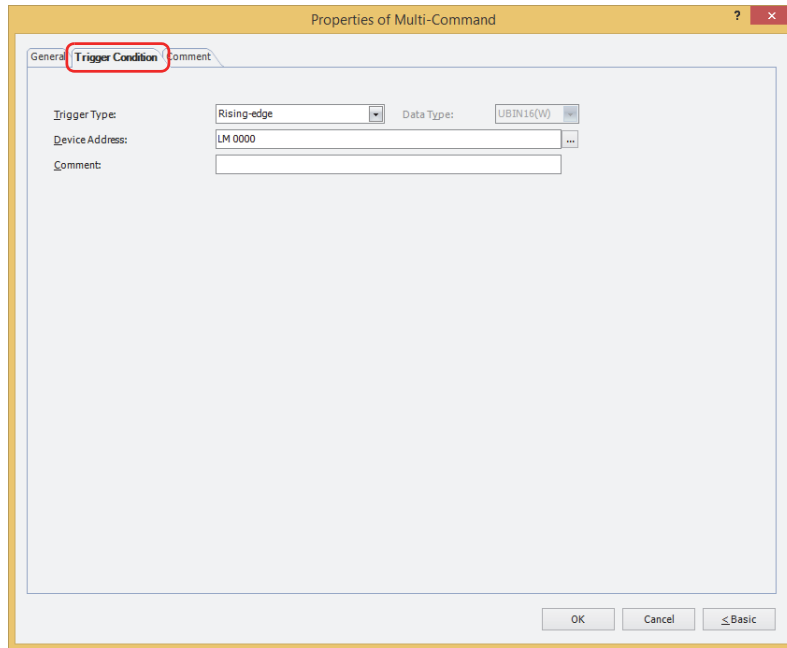 Properties of Multi-Command ? ×
General Trigger Condition Comment
Trigger Type: Rising-edge Data Type: UBIN16(W)
Device Address: LM 0000 ...
Comment:
OK Cancel < Basic